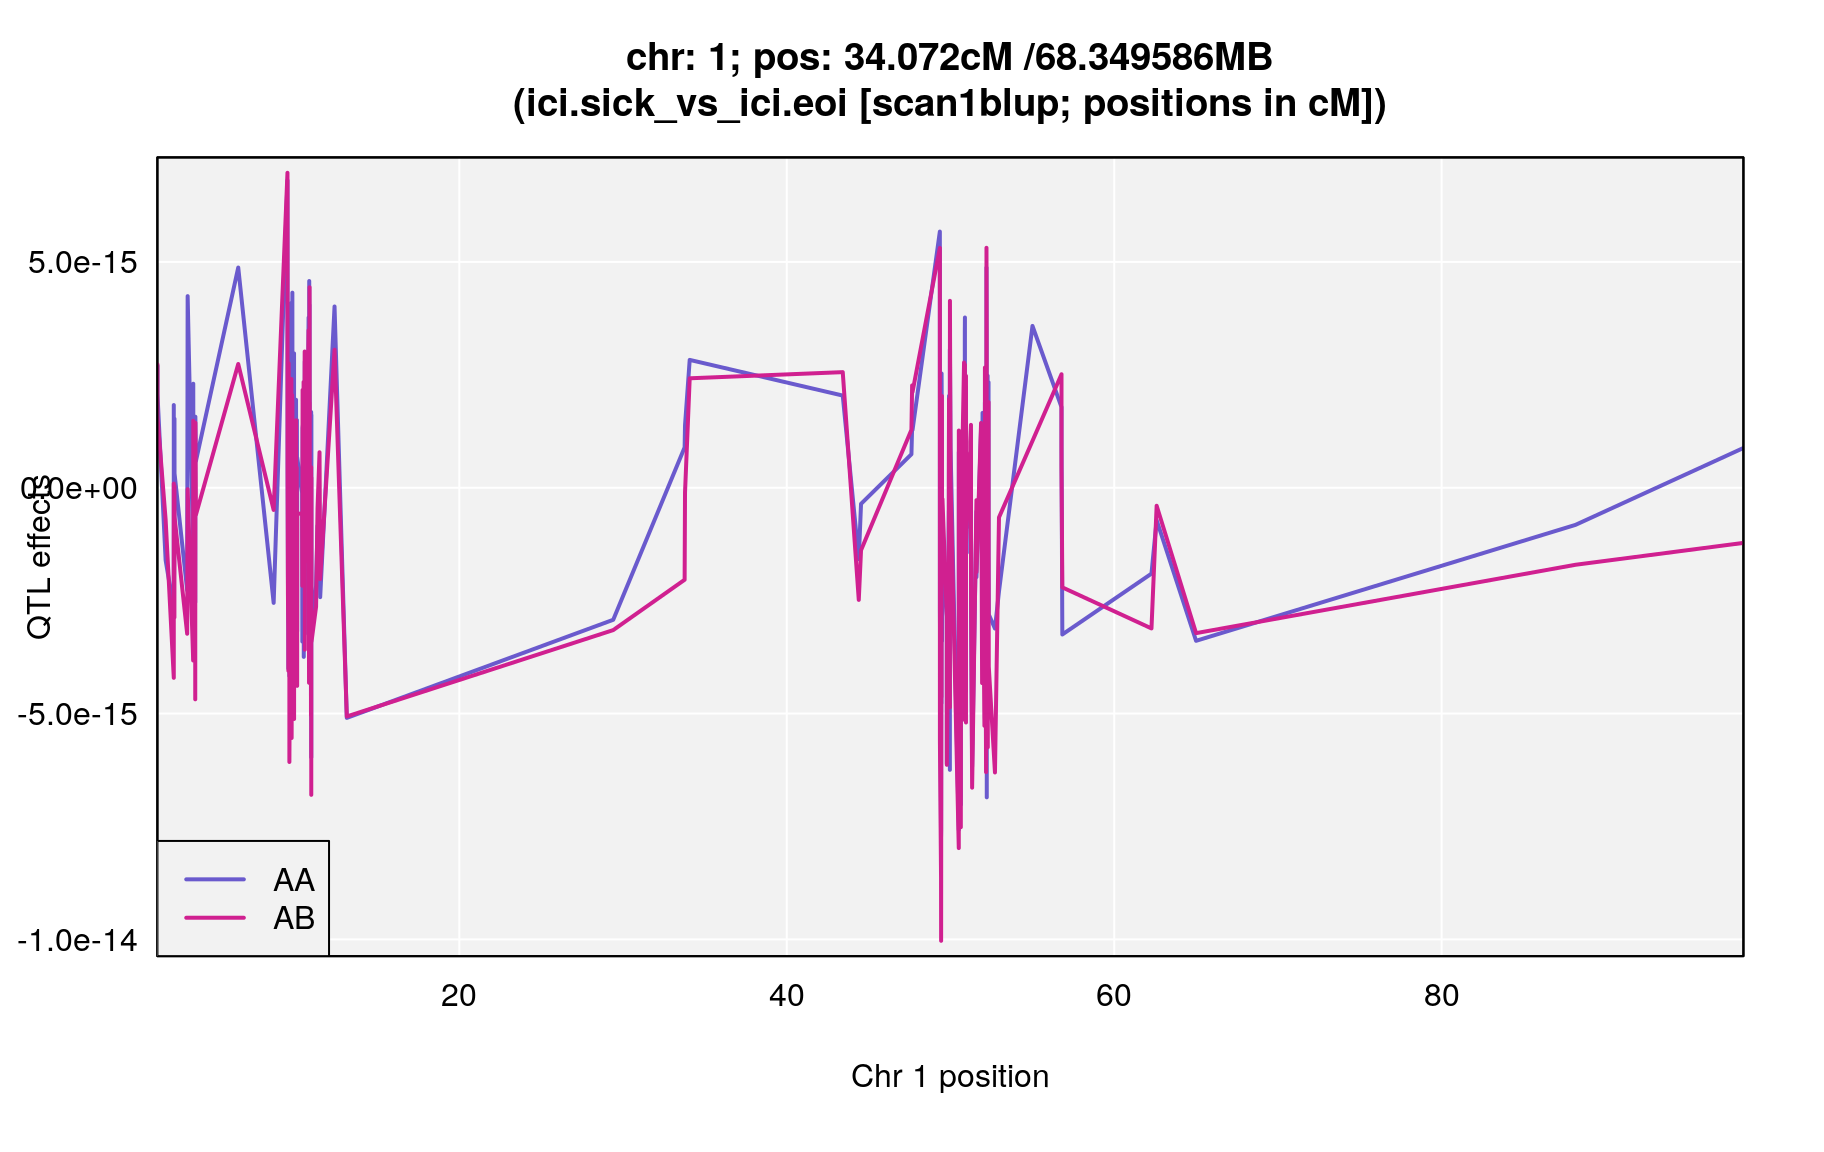 chr: 1; pos: 34.072cM /68.349586MB
(ici.sick_vs_ici.eoi [scan1blup; positions in cM])
5.0e-15
0.0e+00
-5.0e-15
-1.0e-14
QTL effects
AA
AB
20 40 60 80
Chr 1 position